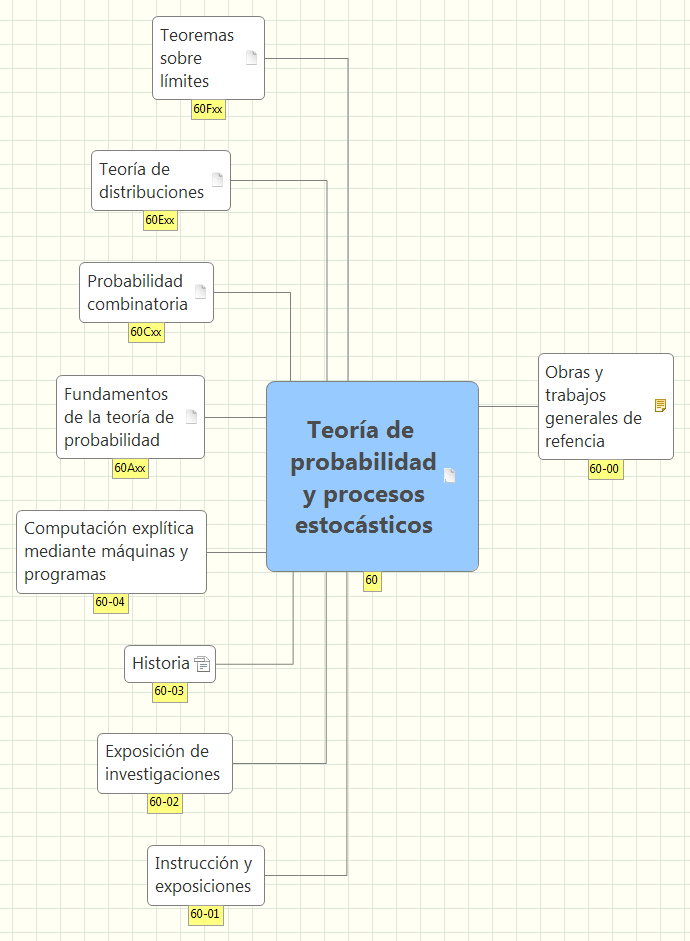 Teoremas
sobre
límites
60Fxx
Teoría de
distribuciones
60Exx
Probabilidad
combinatoria
60Cxx
Fundamentos
de la teoría de
probabilidad
60Axx
Computación explítica
mediante máquinas y
programas
60-04
Historia
60-03
Exposición de
investigaciones
60-02
Instrucción y
exposiciones
60-01
Teoría de
probabilidad
y procesos
estocásticos
60
Obras y
trabajos
generales de
refencia
60-00